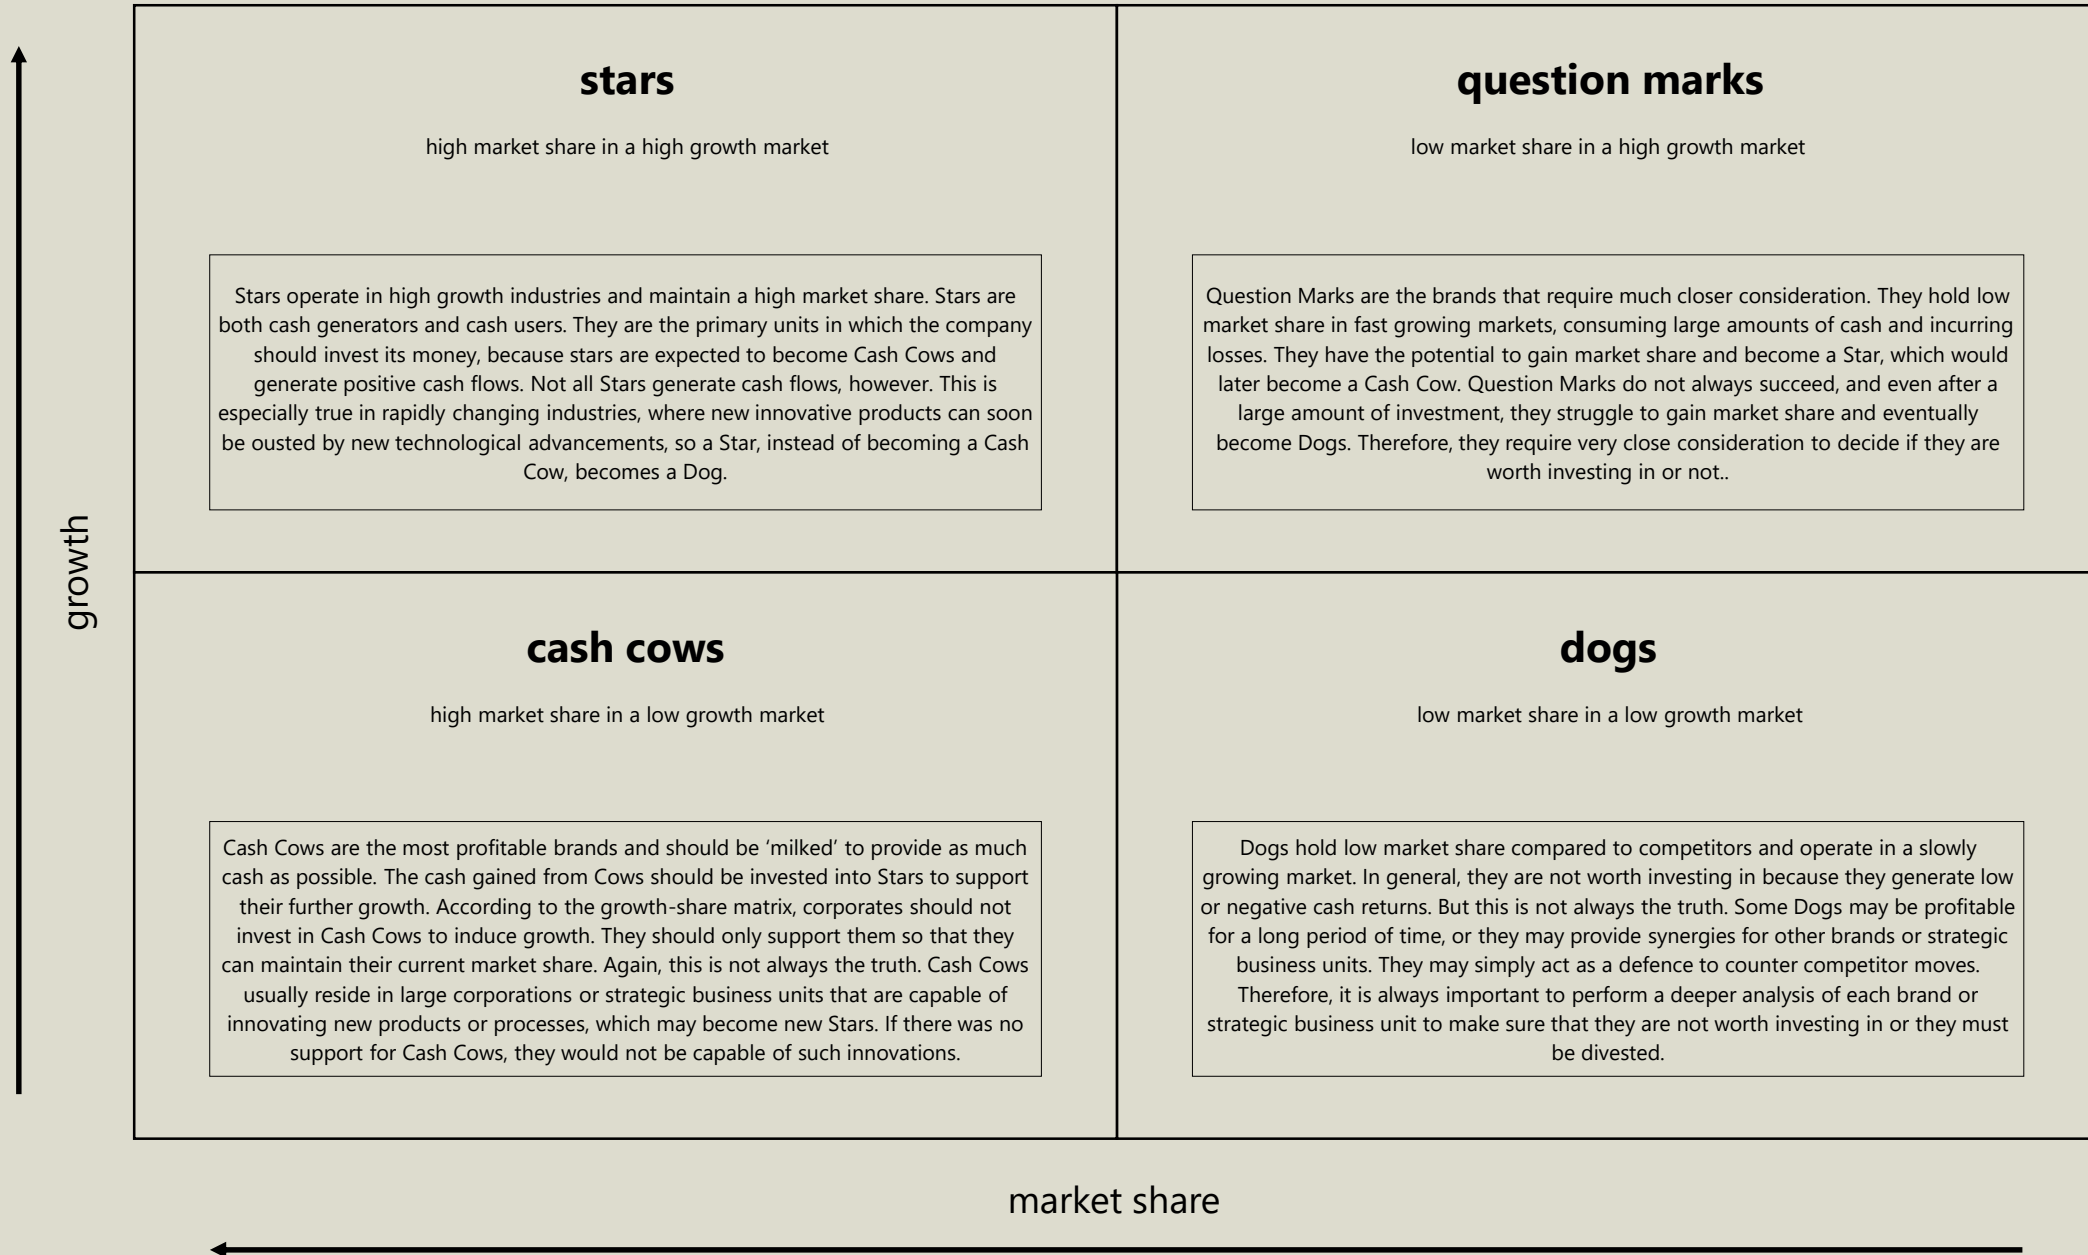 stars
high market share in a high growth market
Stars operate in high growth industries and maintain a high market share. Stars are
both cash generators and cash users. They are the primary units in which the company
should invest its money, because stars are expected to become Cash Cows and
generate positive cash flows. Not all Stars generate cash flows, however. This is
especially true in rapidly changing industries, where new innovative products can soon
be ousted by new technological advancements, so a Star, instead of becoming a Cash
Cow, becomes a Dog.
question marks
low market share in a high growth market
Question Marks are the brands that require much closer consideration. They hold low
market share in fast growing markets, consuming large amounts of cash and incurring
losses. They have the potential to gain market share and become a Star, which would
later become a Cash Cow. Question Marks do not always succeed, and even after a
large amount of investment, they struggle to gain market share and eventually
become Dogs. Therefore, they require very close consideration to decide if they are
worth investing in or not..
growth
cash cows
high market share in a low growth market
Cash Cows are the most profitable brands and should be ‘milked’ to provide as much
cash as possible. The cash gained from Cows should be invested into Stars to support
their further growth. According to the growth-share matrix, corporates should not
invest in Cash Cows to induce growth. They should only support them so that they
can maintain their current market share. Again, this is not always the truth. Cash Cows
usually reside in large corporations or strategic business units that are capable of
innovating new products or processes, which may become new Stars. If there was no
support for Cash Cows, they would not be capable of such innovations.
dogs
low market share in a low growth market
Dogs hold low market share compared to competitors and operate in a slowly
growing market. In general, they are not worth investing in because they generate low
or negative cash returns. But this is not always the truth. Some Dogs may be profitable
for a long period of time, or they may provide synergies for other brands or strategic
business units. They may simply act as a defence to counter competitor moves.
Therefore, it is always important to perform a deeper analysis of each brand or
strategic business unit to make sure that they are not worth investing in or they must
be divested.
market share